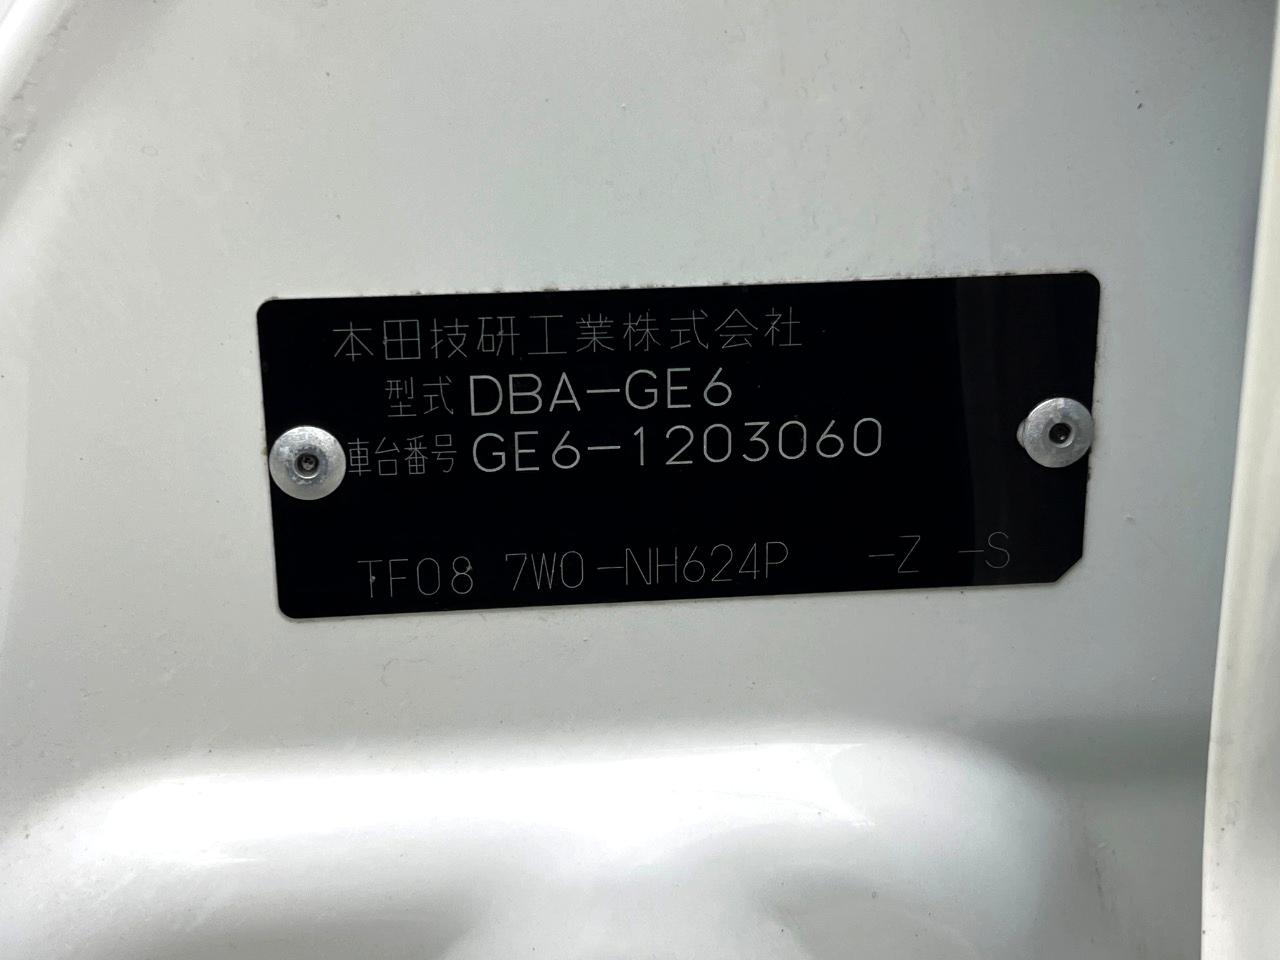 本田技研工業株式会社
型式 DBA-GE6
車台番号 GE6-1203060
TF08 7W0-NH624P -Z -S